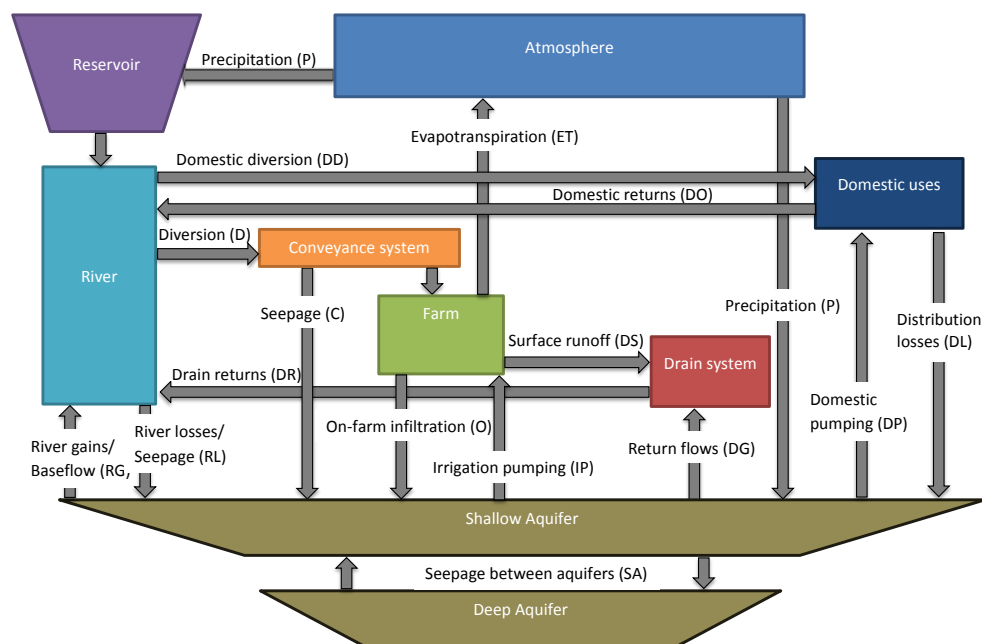 Reservoir
Precipitation (P)
Atmosphere
Evapotranspiration (ET)
Domestic diversion (DD)
Domestic uses
Domestic returns (DO)
Diversion (D)
Conveyance system
River
Seepage (C)
Farm
Precipitation (P)
Distribution
losses (DL)
Surface runoff (DS)
Drain system
Drain returns (DR)
Domestic
pumping (DP)
River gains/
Baseflow (RG,
River losses/
Seepage (RL)
On-farm infiltration (O)
Irrigation pumping (IP)
Return flows (DG)
Shallow Aquifer
Seepage between aquifers (SA)
Deep Aquifer